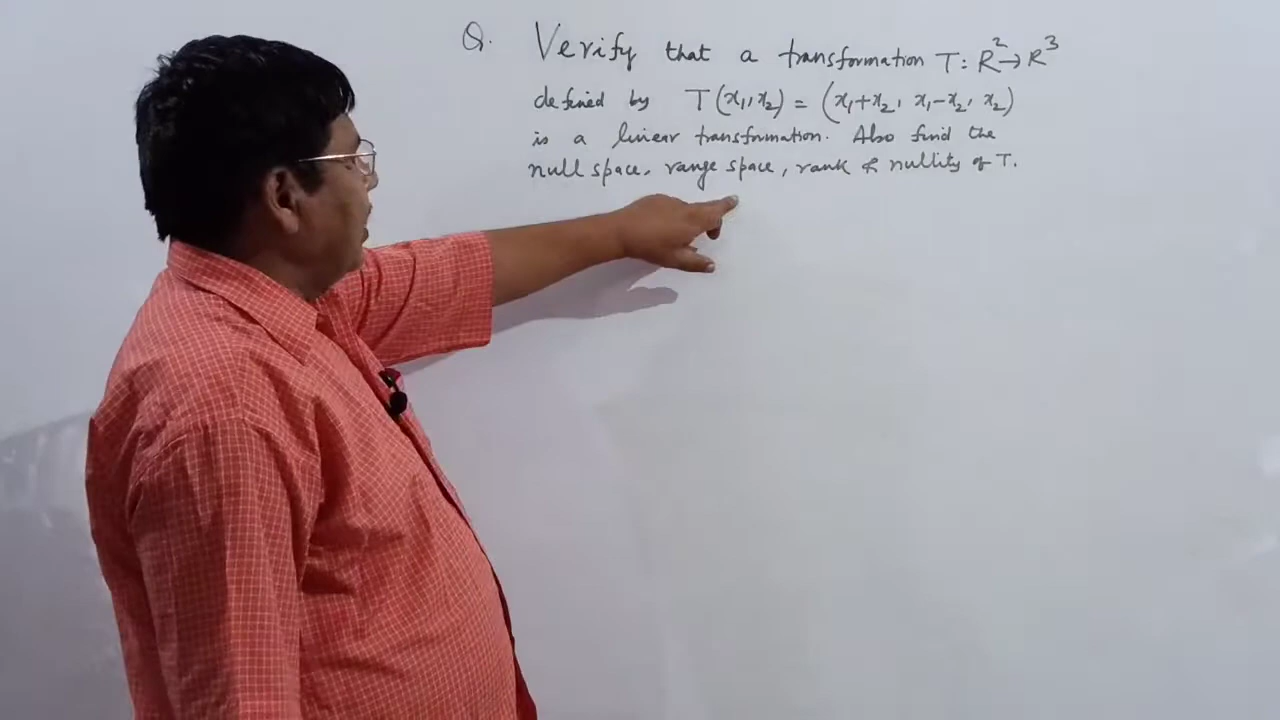 Q. Verify that a transformation T: R² → R³
defined by T(x₁, x₂) = (x₁+x₂, x₁-x₂, x₂)
is a linear transformation. Also find the
null space, range space, rank & nullity of T.